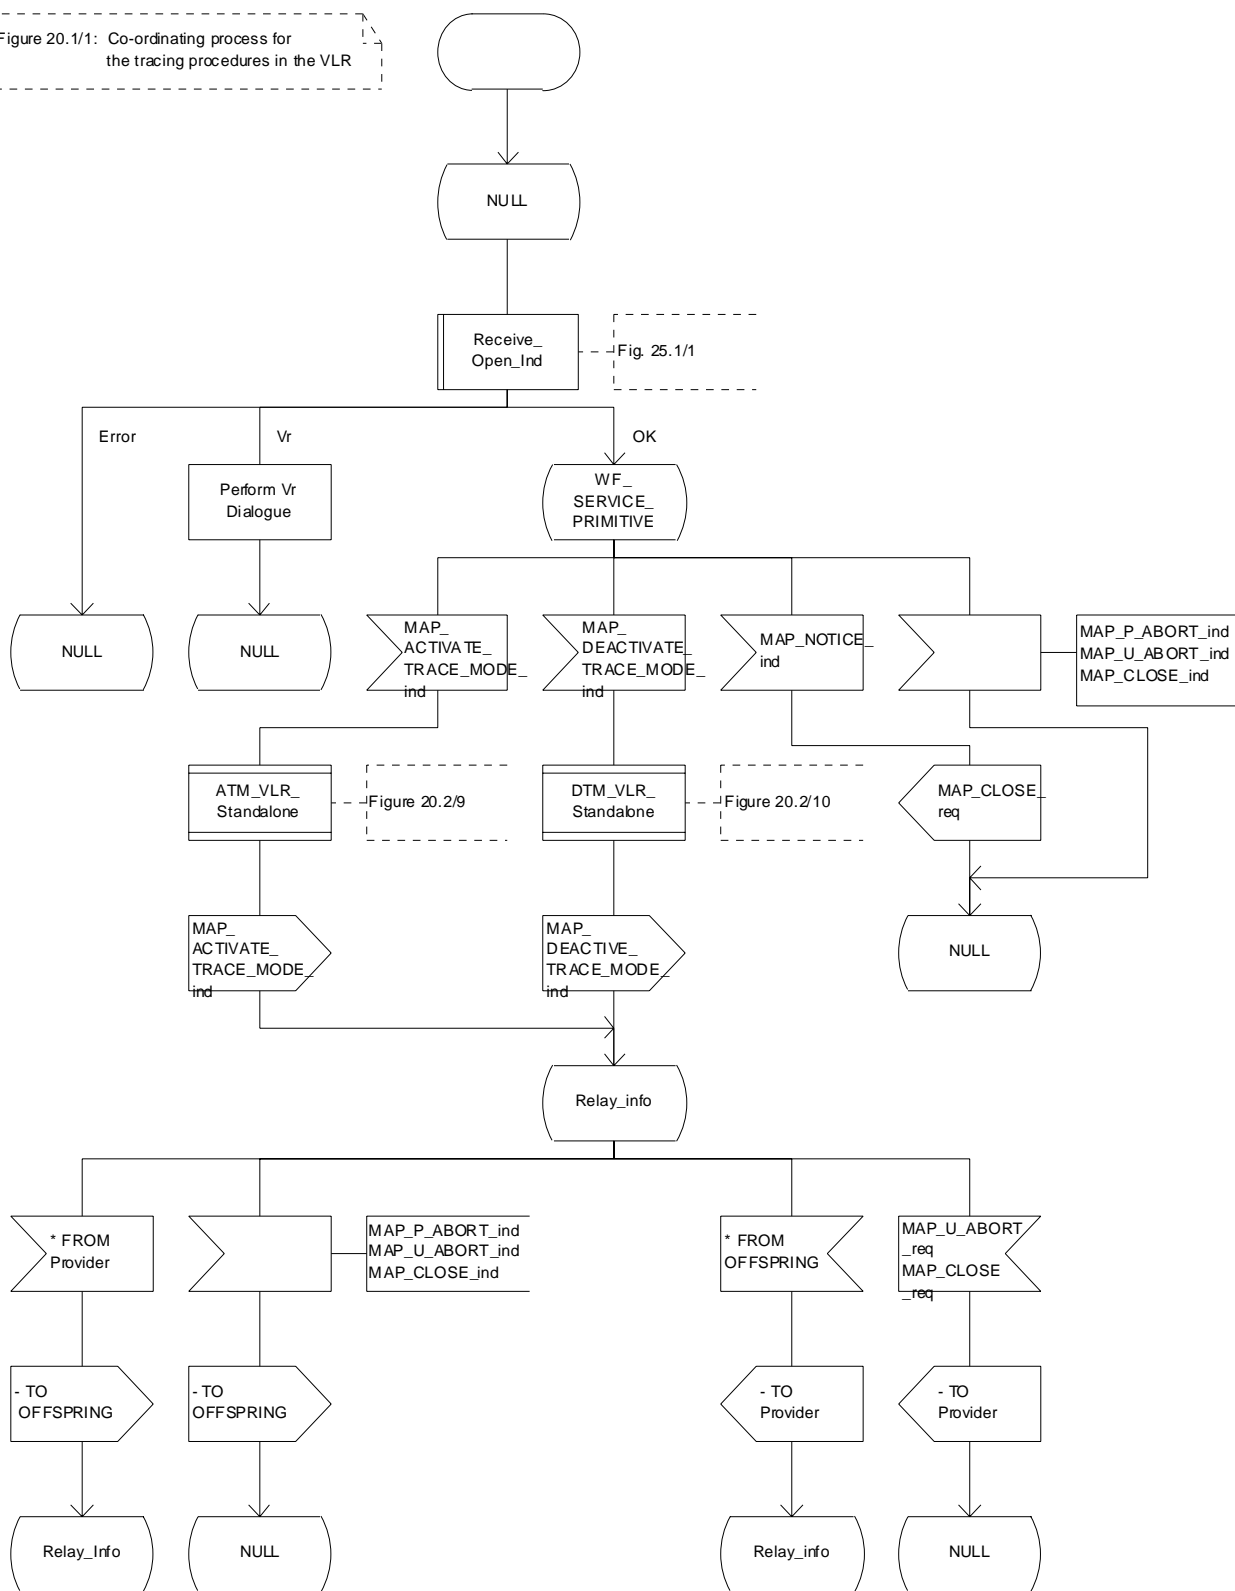 Figure 20.1/1: Co-ordinating process for
the tracing procedures in the VLR
NULL
Receive_
Open_Ind
Fig. 25.1/1
Error
Vr
OK
Perform Vr
Dialogue
WF_
SERVICE_
PRIMITIVE
NULL
NULL
MAP_
ACTIVATE_
TRACE_MODE_
ind
MAP_
DEACTIVATE_
TRACE_MODE_
ind
MAP_NOTICE_
ind
MAP_P_ABORT_ind
MAP_U_ABORT_ind
MAP_CLOSE_ind
ATM_VLR_
Standalone
Figure 20.2/9
DTM_VLR_
Standalone
Figure 20.2/10
MAP_CLOSE_
req
MAP_
ACTIVATE_
TRACE_MODE_
ind
MAP_
DEACTIVE_
TRACE_MODE_
ind
NULL
Relay_info
* FROM
Provider
MAP_P_ABORT_ind
MAP_U_ABORT_ind
MAP_CLOSE_ind
* FROM
OFFSPRING
MAP_U_ABORT
_req
MAP_CLOSE
_req
- TO
OFFSPRING
- TO
OFFSPRING
- TO
Provider
- TO
Provider
Relay_Info
NULL
Relay_info
NULL